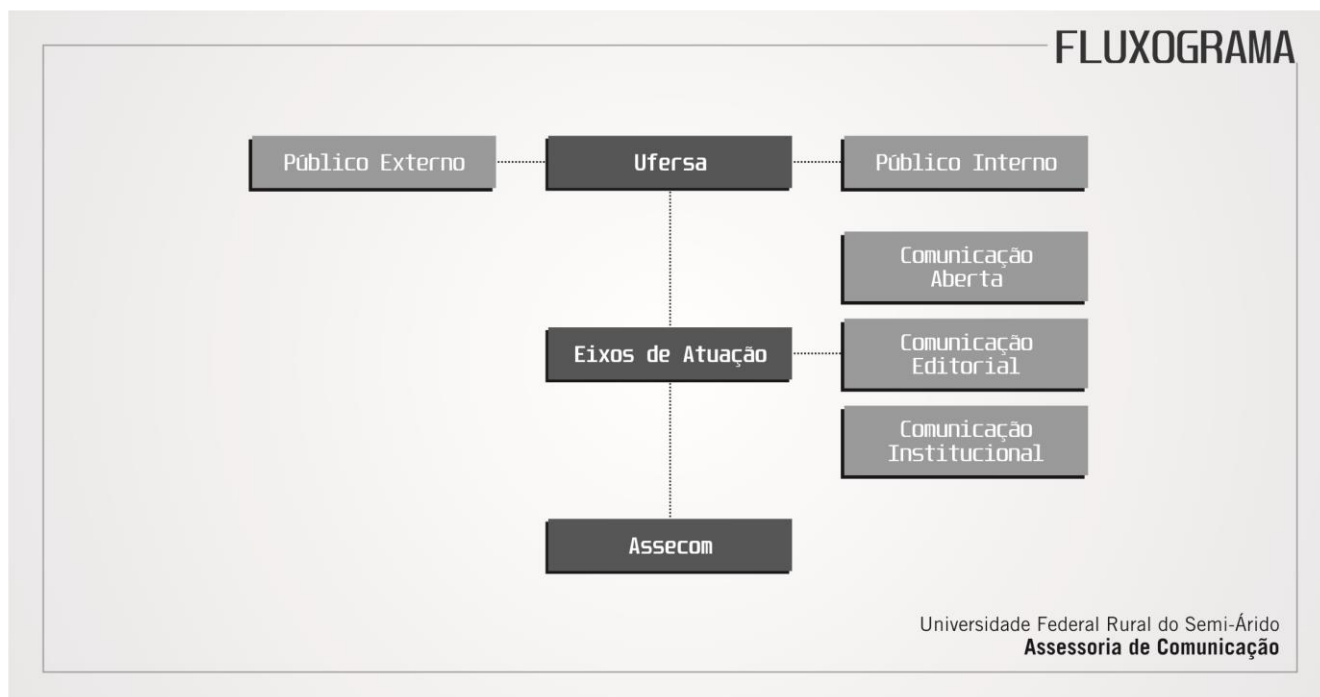 FLUXOGRAMA
Público Externo
Ufersa
Público Interno
Comunicação
Aberta
Eixos de Atuação
Comunicação
Editorial
Comunicação
Institucional
Assecom
Universidade Federal Rural do Semi-Árido
Assessoria de Comunicação